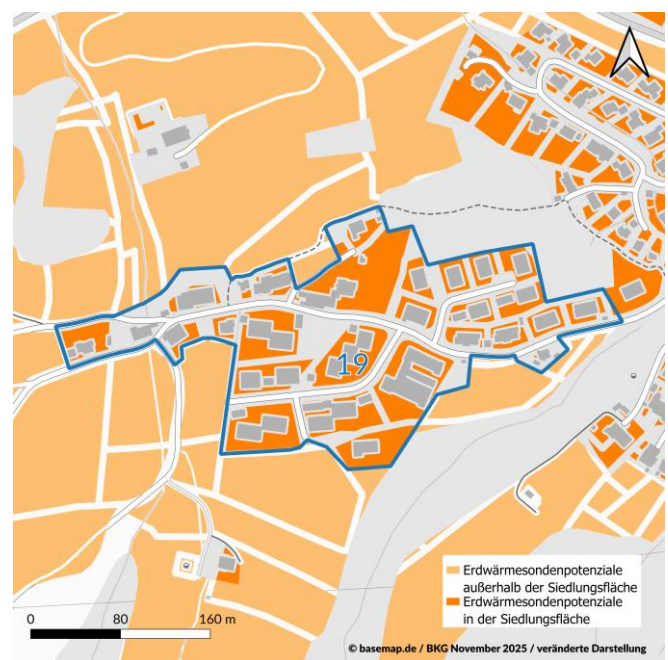 19
Erdwärmesondenpotenziale
außerhalb der Siedlungsfläche
Erdwärmesondenpotenziale
in der Siedlungsfläche
0 80 160 m
© basemap.de / BKG November 2025 / veränderte Darstellung